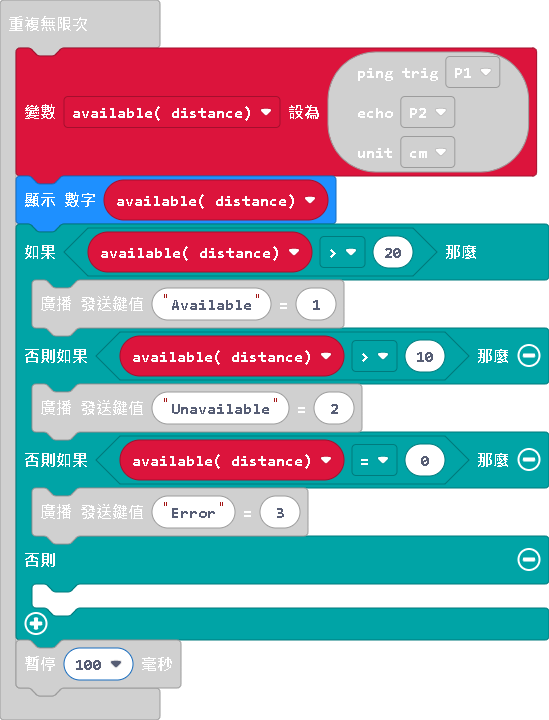 重複無限次
ping trig P1
變數 available( distance) 設為 echo P2
unit cm
顯示 數字 available( distance)
如果 available( distance) > 20 那麼
廣播 發送鍵值 "Available" = 1
否則如果 available( distance) > 10 那麼
廣播 發送鍵值 "Unavailable" = 2
否則如果 available( distance) = 0 那麼
廣播 發送鍵值 "Error" = 3
否則
暫停 100 毫秒